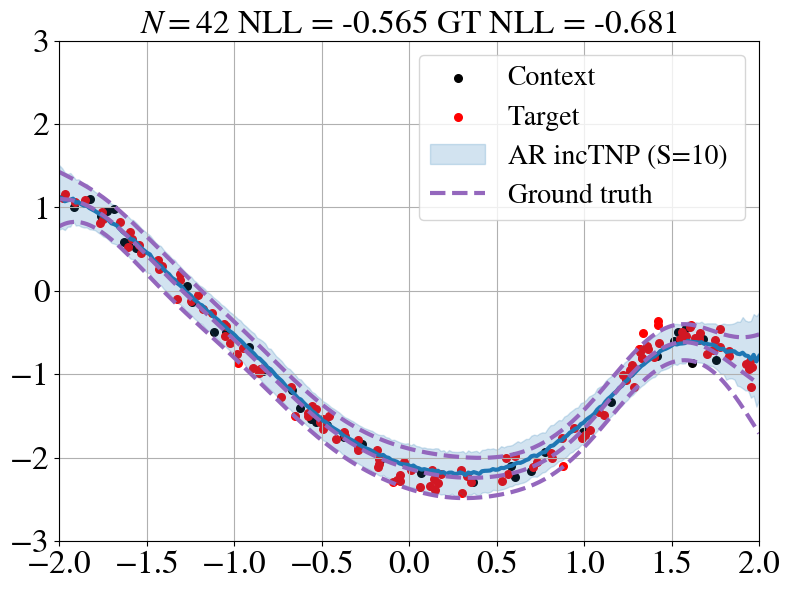 N = 42 NLL = -0.565 GT NLL = -0.681
Context
Target
AR incTNP (S=10)
Ground truth
3
2
1
0
−1
−2
−3
−2.0 −1.5 −1.0 −0.5 0.0 0.5 1.0 1.5 2.0